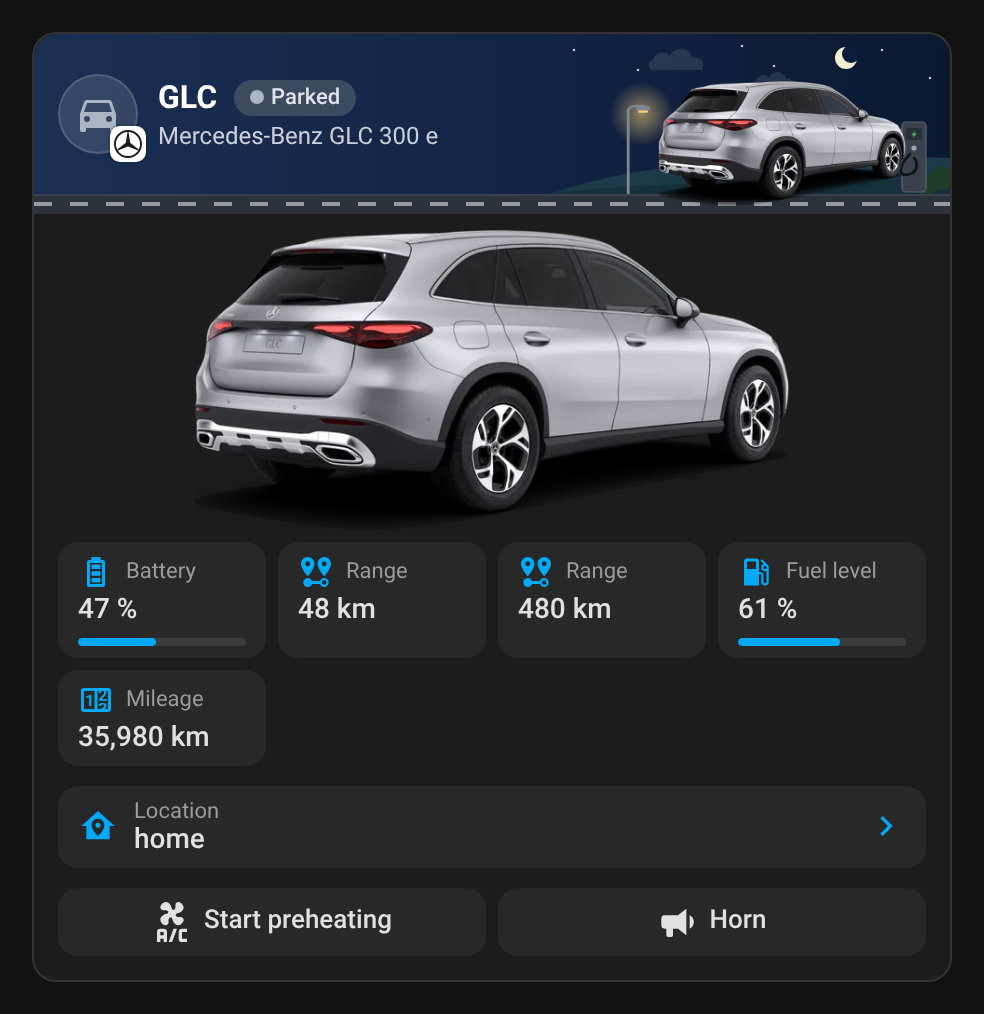 GLC
Parked
Mercedes-Benz GLC 300 e
GLC
Battery
47 %
Range
48 km
Range
480 km
Fuel level
61 %
Mileage
35,980 km
Location
home
A/C
Start preheating
Horn